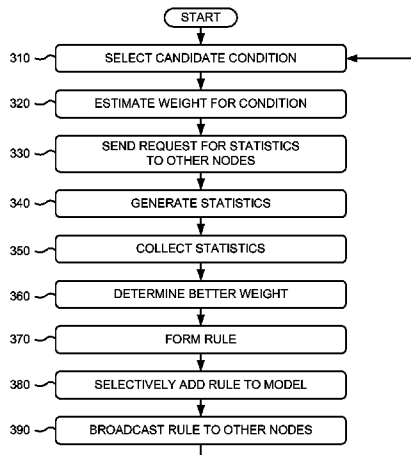 START
310 SELECT CANDIDATE CONDITION
320 ESTIMATE WEIGHT FOR CONDITION
330 SEND REQUEST FOR STATISTICS
TO OTHER NODES
340 GENERATE STATISTICS
350 COLLECT STATISTICS
360 DETERMINE BETTER WEIGHT
370 FORM RULE
380 SELECTIVELY ADD RULE TO MODEL
390 BROADCAST RULE TO OTHER NODES